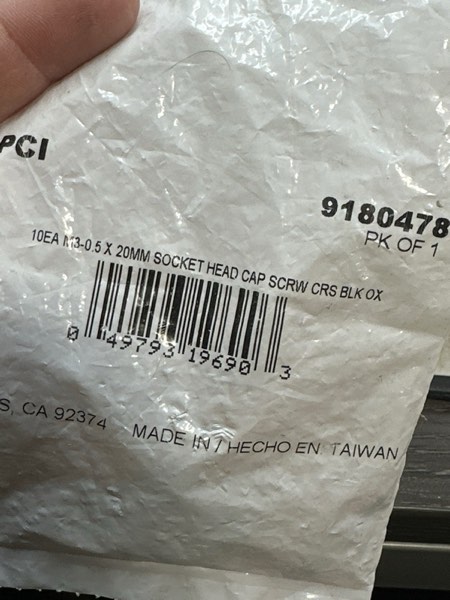 PCI
9180478
PK OF 1
10EA M3-0.5 X 20MM SOCKET HEAD CAP SCRW CRS BLK OX
0 49793 19690 3
S, CA 92374
MADE IN / HECHO EN TAIWAN